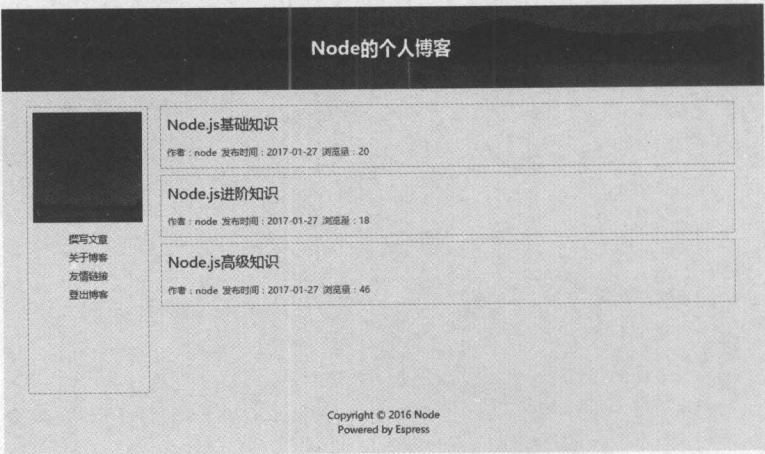 Node的个人博客
Node.js基础知识
作者：node 发布时间：2017-01-27 浏览量：20
Node.js进阶知识
作者：node 发布时间：2017-01-27 浏览量：18
Node.js高级知识
作者：node 发布时间：2017-01-27 浏览量：46
撰写文章
关于博客
友情链接
登出博客
Copyright © 2016 Node
Powered by Espress